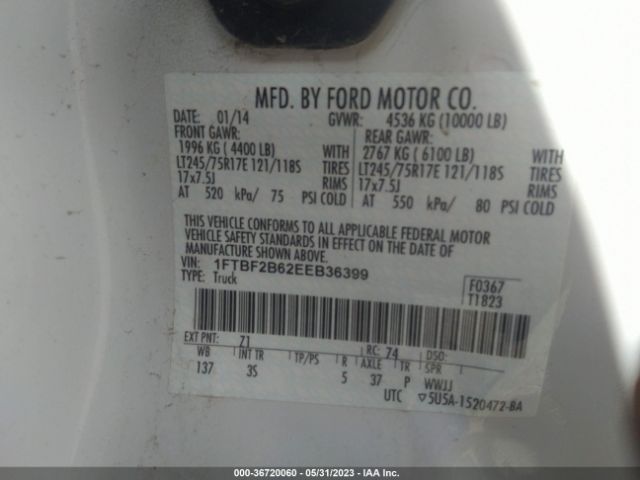 MFD. BY FORD MOTOR CO.
DATE: 01/14 GVWR: 4536 KG (10000 LB)
FRONT GAWR: REAR GAWR:
1996 KG ( 4400 LB) WITH 2767 KG ( 6100 LB) WITH
LT245/75R17E 121/118S TIRES LT245/75R17E 121/118S TIRES
17x7.5J RIMS 17x7.5J RIMS
AT 520 kPa/ 75 PSI COLD AT 550 kPa/ 80 PSI COLD
THIS VEHICLE CONFORMS TO ALL APPLICABLE FEDERAL MOTOR
VEHICLE SAFETY STANDARDS IN EFFECT ON THE DATE OF
MANUFACTURE SHOWN ABOVE.
VIN: 1FTBF2B62EEB36399
TYPE: Truck
F0367
T1823
EXT PNT: Z1 RC: 74 DSO:
WB INT TR TP/PS R AXLE TR SPR
137 3S 5 37 P WWJJ
UTC ▽5U5A-1520472-BA
000-36720060 - 05/31/2023 - IAA Inc.